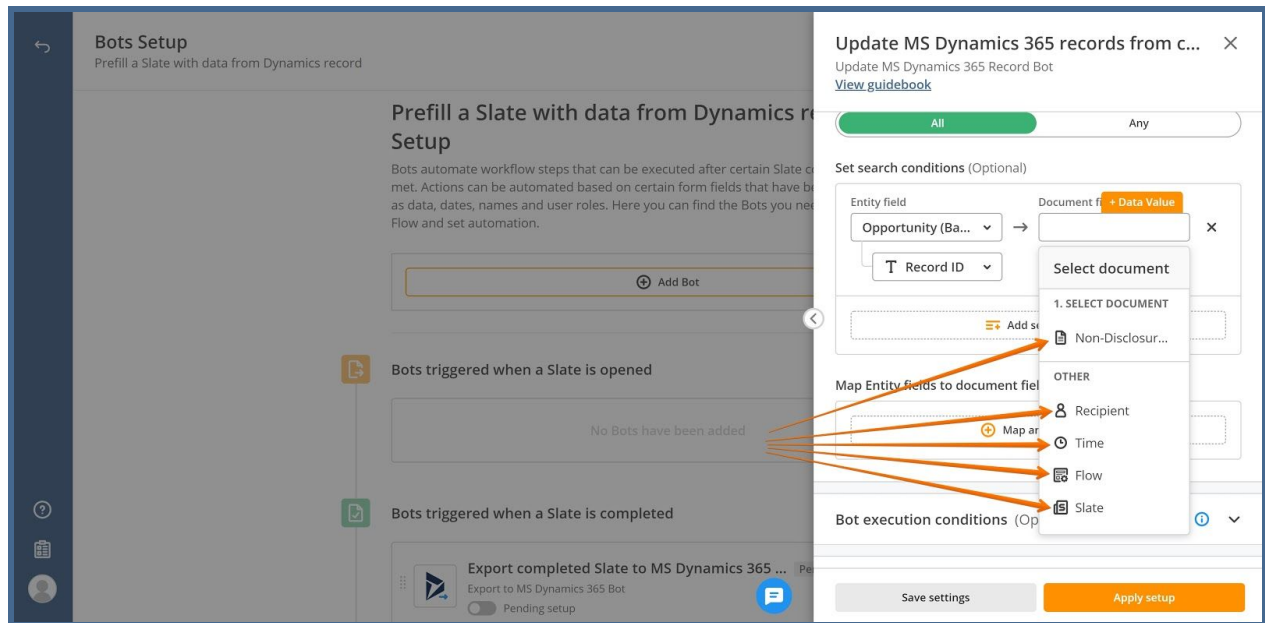 Bots Setup
Prefill a Slate with data from Dynamics record
Prefill a Slate with data from Dynamics re
Setup
Bots automate workflow steps that can be executed after certain Slate c
met. Actions can be automated based on certain form fields that have be
as data, dates, names and user roles. Here you can find the Bots you nee
Flow and set automation.
Add Bot
Bots triggered when a Slate is opened
No Bots have been added
Bots triggered when a Slate is completed
Export completed Slate to MS Dynamics 365 ... Pe
Export to MS Dynamics 365 Bot
Pending setup
Update MS Dynamics 365 records from c...
Update MS Dynamics 365 Record Bot
View guidebook
All Any
Set search conditions (Optional)
Entity field Document fi + Data Value
Opportunity (Ba...
T Record ID
Add se
Map Entity fields to document fiel
Map an
Bot execution conditions (Op
Select document
1. SELECT DOCUMENT
Non-Disclosur...
OTHER
Recipient
Time
Flow
Slate
Save settings Apply setup